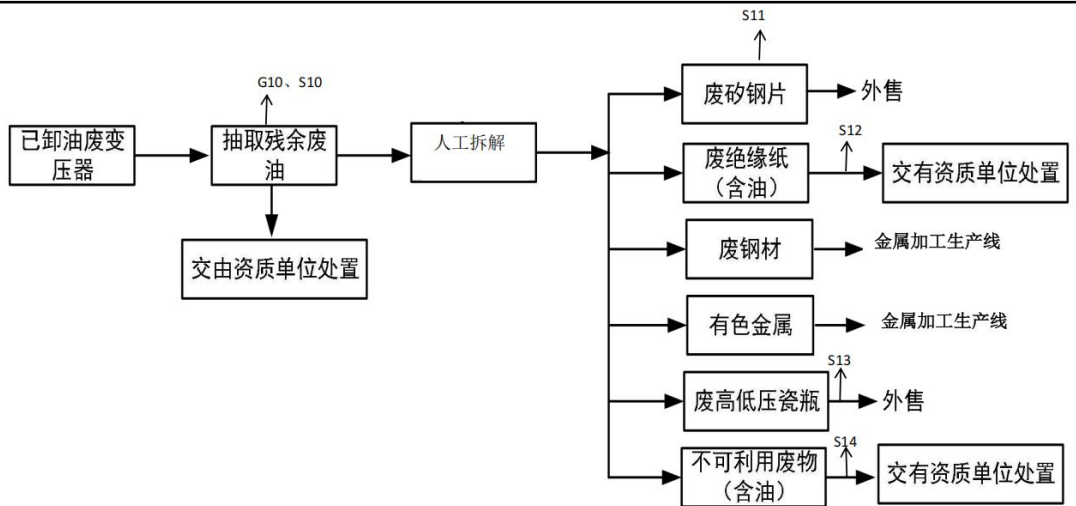 S11
G10、S10
废矽钢片
外售
已卸油废变
压器
抽取残余废
油
人工拆解
S12
废绝缘纸
（含油）
交有资质单位处置
废钢材
金属加工生产线
交由资质单位处置
有色金属
金属加工生产线
S13
废高低压瓷瓶
外售
S14
不可利用废物
（含油）
交有资质单位处置